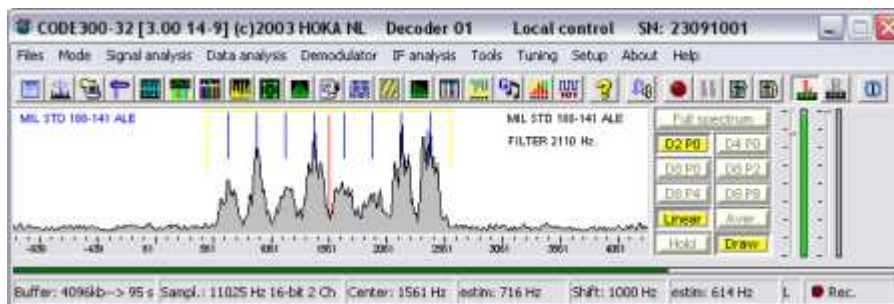 CODE300-32 [3.00 14-9] (c)2003 HOKA NL Decoder 01 Local control SN: 23091001
Files Mode Signal analysis Data analysis Demodulator IF analysis Tools Tuning Setup About Help
MIL STD 188-141 ALE
MIL STD 188-141 ALE
FILTER 2110 Hz.
Full spectrum
D2 P0 D4 P0
D6 P0 D6 P2
D8 P4 D8 P8
Linear Aver
Hold Draw
Buffer: 4096kb--> 95 s Sampl.: 11025 Hz 16-bit 2 Ch Center: 1561 Hz estim: 716 Hz Shift: 1000 Hz estim: 614 Hz L Rec.